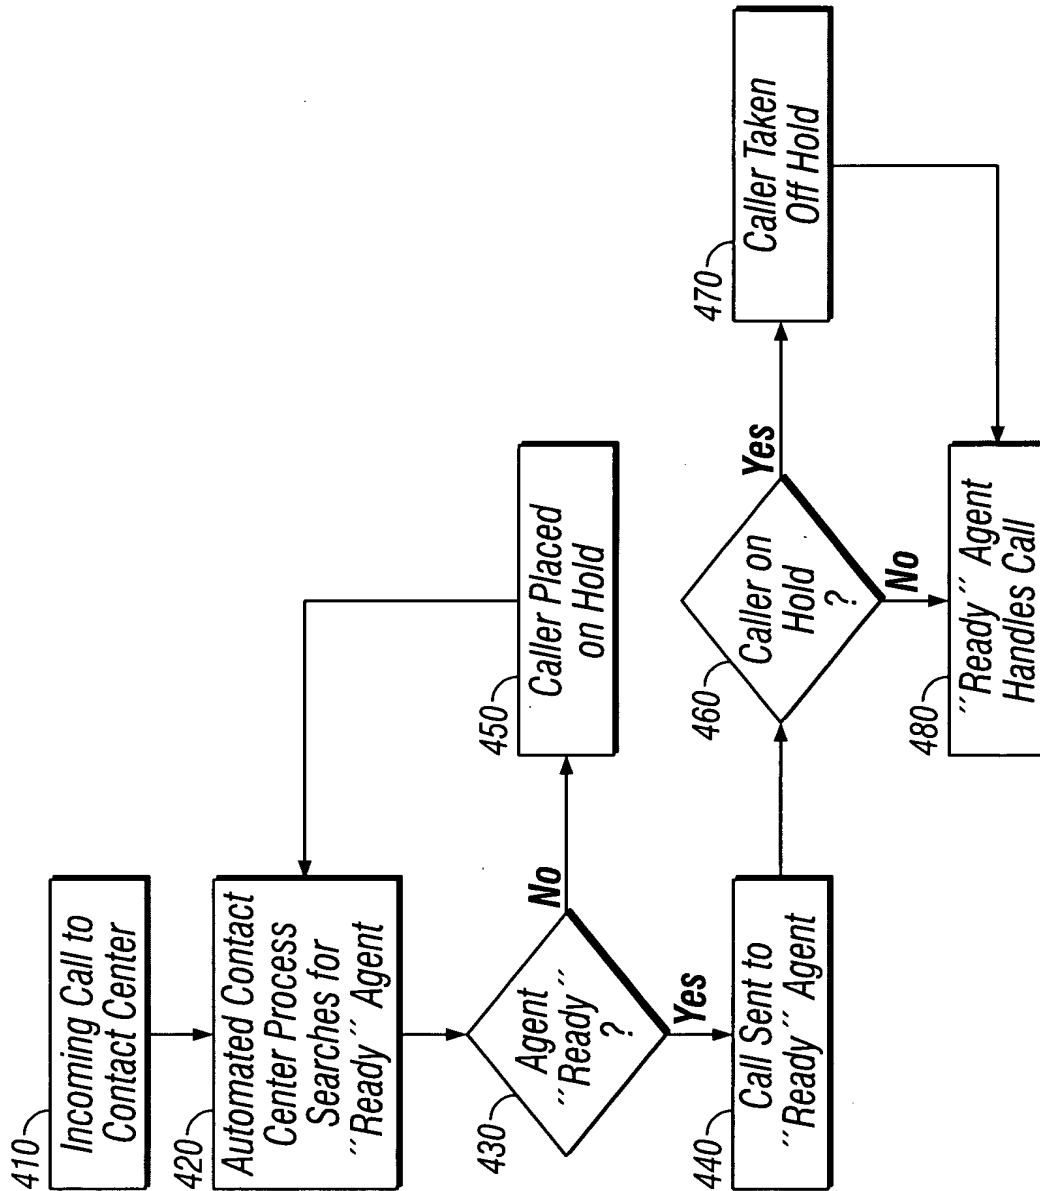 410
Incoming Call to
Contact Center
420
Automated Contact
Center Process
Searches for
"Ready" Agent
430
Agent
"Ready"
?
No
Yes
450
Caller Placed
on Hold
440
Call Sent to
"Ready" Agent
460
Caller on
Hold
?
Yes
No
470
Caller Taken
Off Hold
480
"Ready" Agent
Handles Call